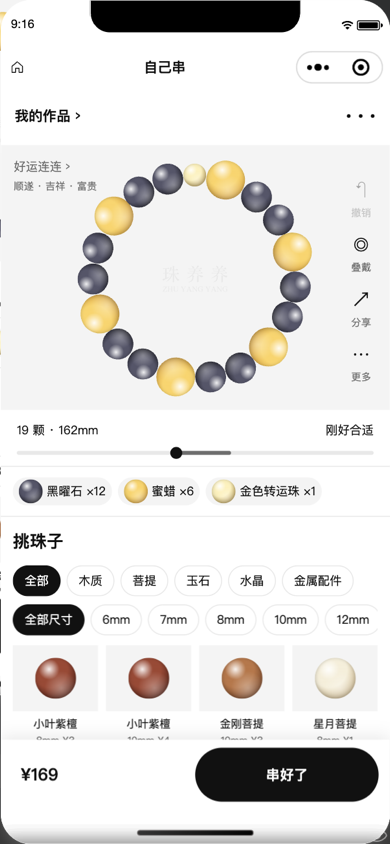 9:16
自己串
我的作品 >
好运连连 >
顺遂 · 吉祥 · 富贵
珠 养 养
撤销
叠戴
分享
更多
19 颗 · 162mm
刚好合适
黑曜石 ×12
蜜蜡 ×6
金色转运珠 ×1
挑珠子
全部
木质
菩提
玉石
水晶
金属配件
全部尺寸
6mm
7mm
8mm
10mm
12mm
小叶紫檀
小叶紫檀
金刚菩提
星月菩提
¥169
串好了